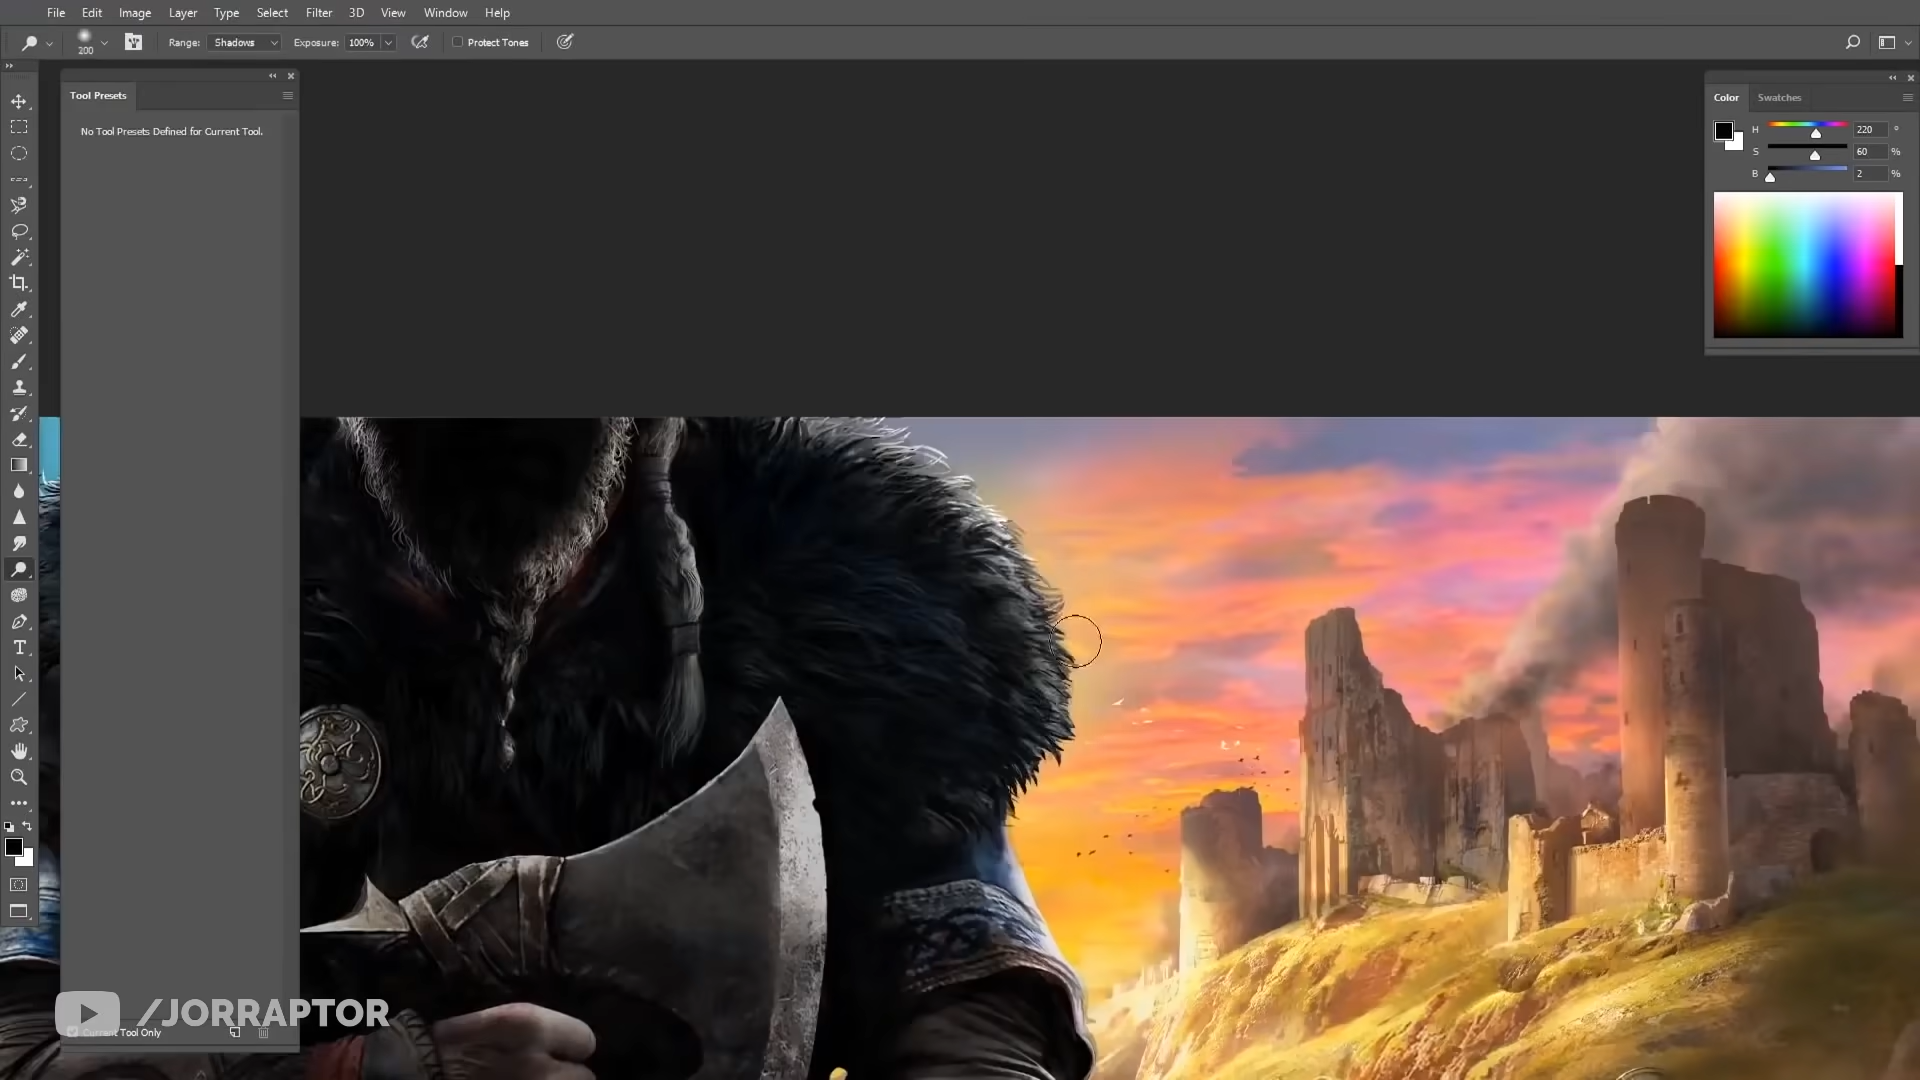 File Edit Image Layer Type Select Filter 3D View Window Help
200 Range: Shadows Exposure: 100% Protect Tones
Tool Presets
No Tool Presets Defined for Current Tool.
Color Swatches
H 220 °
S 60 %
B 2 %
/JORRAPTOR
Current Tool Only